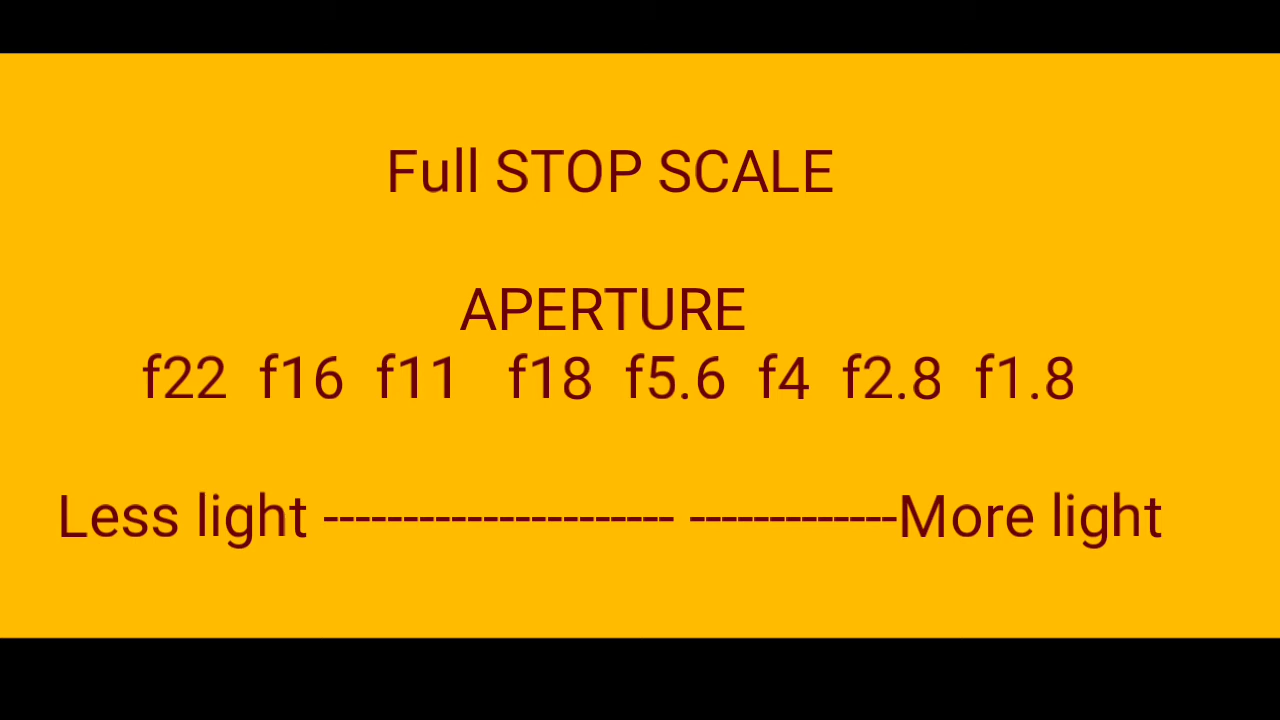 Full STOP SCALE
APERTURE
f22 f16 f11 f18 f5.6 f4 f2.8 f1.8
Less light ---------------------- -------------More light